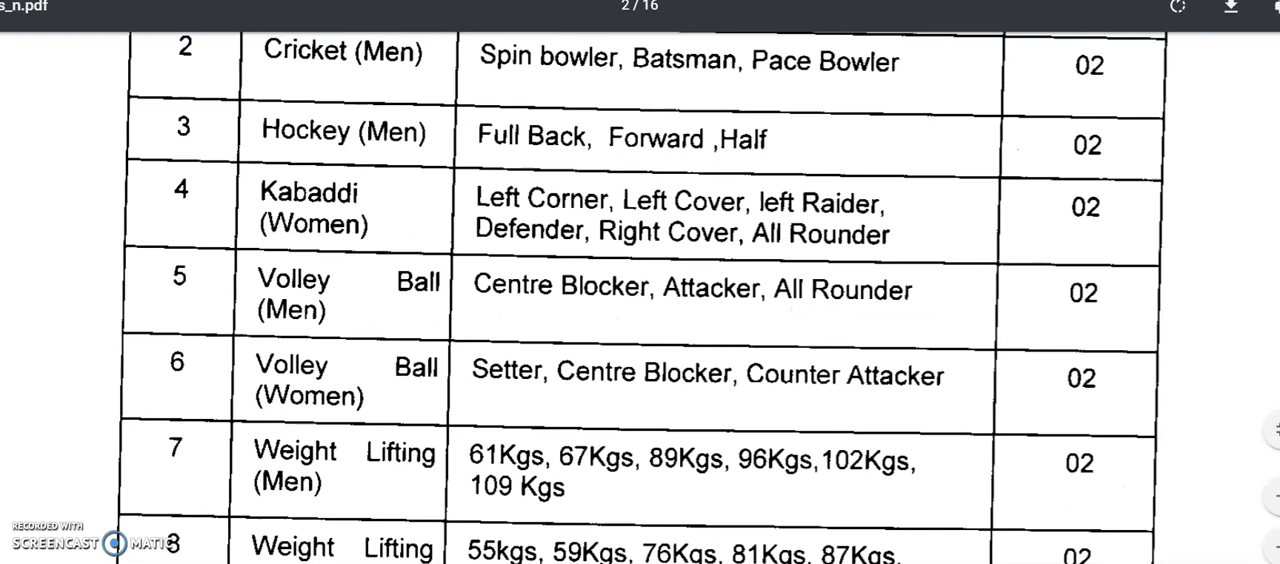 s_n.pdf
2 / 16
2 Cricket (Men) Spin bowler, Batsman, Pace Bowler 02
3 Hockey (Men) Full Back, Forward ,Half 02
4 Kabaddi Left Corner, Left Cover, left Raider, 02
(Women) Defender, Right Cover, All Rounder
5 Volley Ball Centre Blocker, Attacker, All Rounder 02
(Men)
6 Volley Ball Setter, Centre Blocker, Counter Attacker 02
(Women)
7 Weight Lifting 61Kgs, 67Kgs, 89Kgs, 96Kgs,102Kgs, 02
(Men) 109 Kgs
RECORDED WITH
SCREENCAST MATIC
8 Weight Lifting 55kgs, 59Kgs, 76Kgs, 81Kgs, 87Kgs, 02